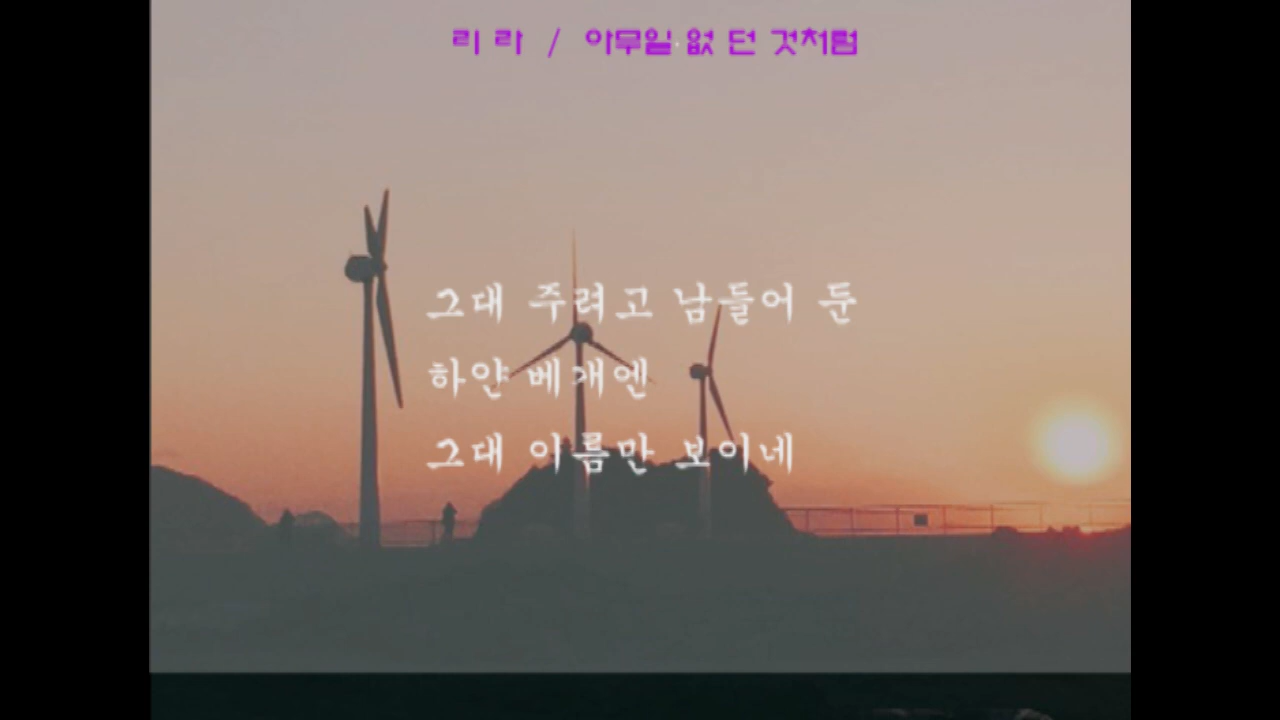 리 라 / 아무일 없 던 것처럼
그대 주려고 남들어 둔
하얀 베개엔
그대 이름만 보이네